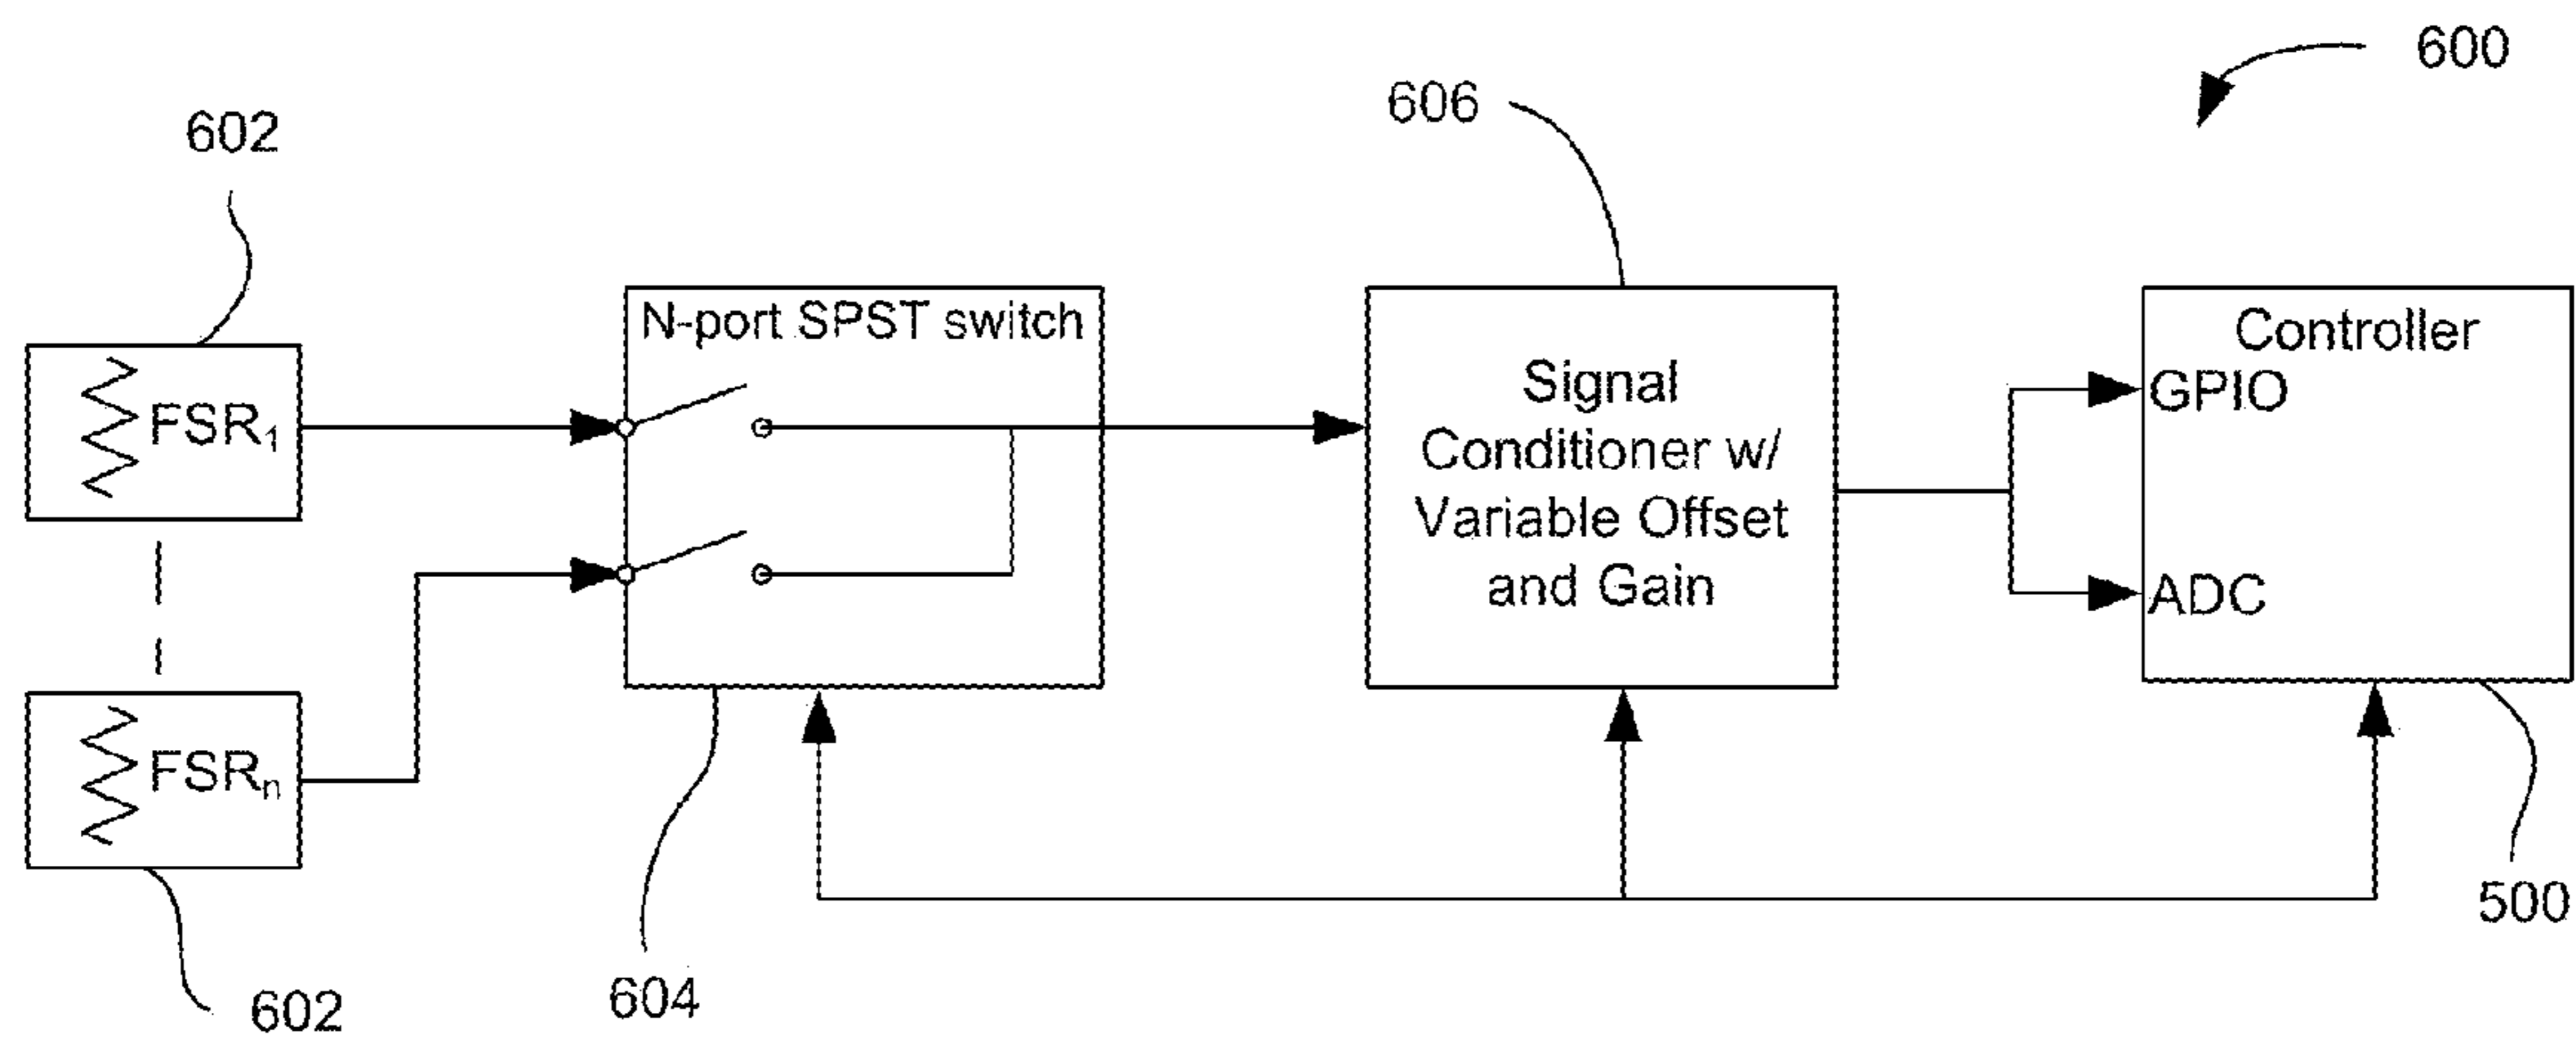 600
606
602
N-port SPST switch
Controller
GPIO
Signal
Conditioner w/
Variable Offset
and Gain
FSR1
ADC
FSRn
500
604
602